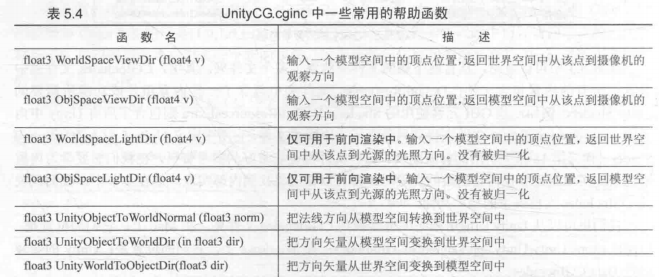 表 5.4 UnityCG.cginc 中一些常用的帮助函数
函 数 名 描 述
float3 WorldSpaceViewDir (float4 v) 输入一个模型空间中的顶点位置,返回世界空间中从该点到摄像机的
观察方向
float3 ObjSpaceViewDir (float4 v) 输入一个模型空间中的顶点位置,返回模型空间中从该点到摄像机的
观察方向
float3 WorldSpaceLightDir (float4 v) 仅可用于前向渲染中。输入一个模型空间中的顶点位置,返回世界空
间中从该点到光源的光照方向。没有被归一化
float3 ObjSpaceLightDir (float4 v) 仅可用于前向渲染中。输入一个模型空间中的顶点位置,返回模型空
间中从该点到光源的光照方向。没有被归一化
float3 UnityObjectToWorldNormal (float3 norm) 把法线方向从模型空间转换到世界空间中
float3 UnityObjectToWorldDir (in float3 dir) 把方向矢量从模型空间变换到世界空间中
float3 UnityWorldToObjectDir(float3 dir) 把方向矢量从世界空间变换到模型空间中